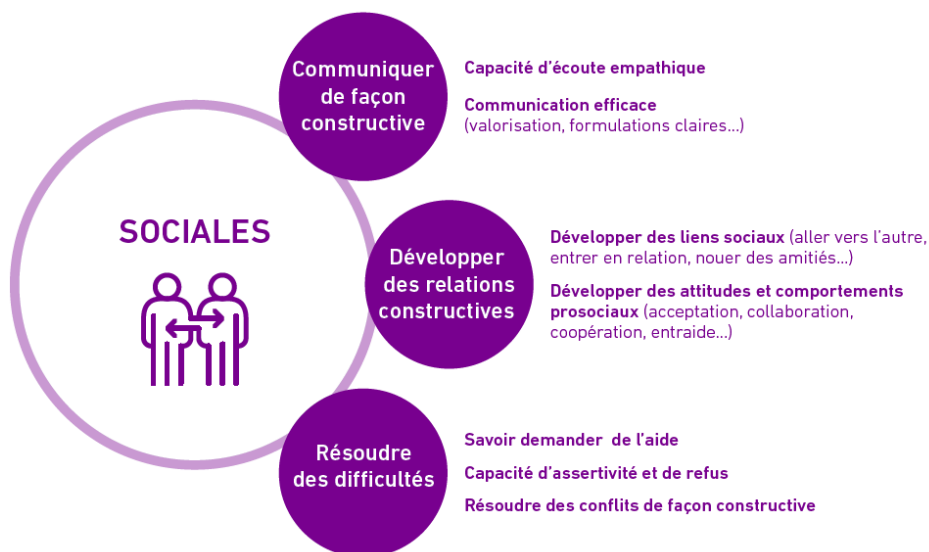 SOCIALES
Communiquer
de façon
constructive
Capacité d’écoute empathique
Communication efficace
(valorisation, formulations claires...)
Développer
des relations
constructives
Développer des liens sociaux (aller vers l’autre,
entrer en relation, nouer des amitiés...)
Développer des attitudes et comportements
prosociaux (acceptation, collaboration,
coopération, entraide...)
Résoudre
des difficultés
Savoir demander de l’aide
Capacité d’assertivité et de refus
Résoudre des conflits de façon constructive